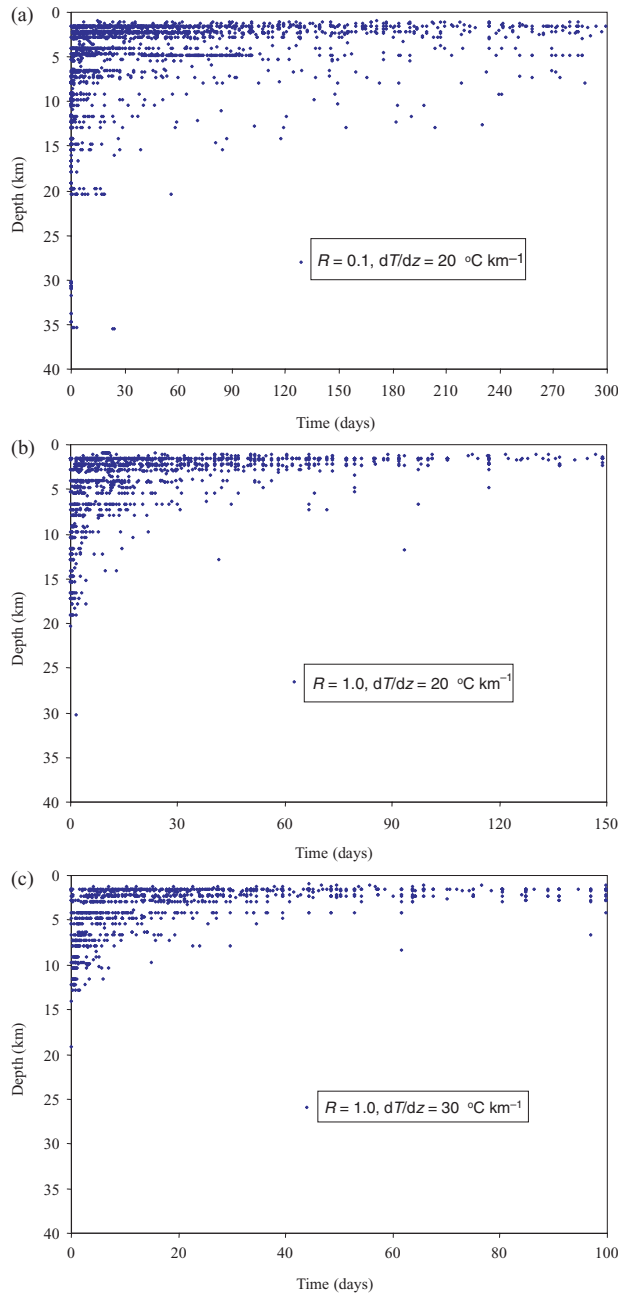 (a)
0
5
10
15
20
25
30
35
40
Depth (km)
R = 0.1, dT/dz = 20 °C km⁻¹
0 30 60 90 120 150 180 210 240 270 300
Time (days)
(b)
0
5
10
15
20
25
30
35
40
Depth (km)
R = 1.0, dT/dz = 20 °C km⁻¹
0 30 60 90 120 150
Time (days)
(c)
0
5
10
15
20
25
30
35
40
Depth (km)
R = 1.0, dT/dz = 30 °C km⁻¹
0 20 40 60 80 100
Time (days)